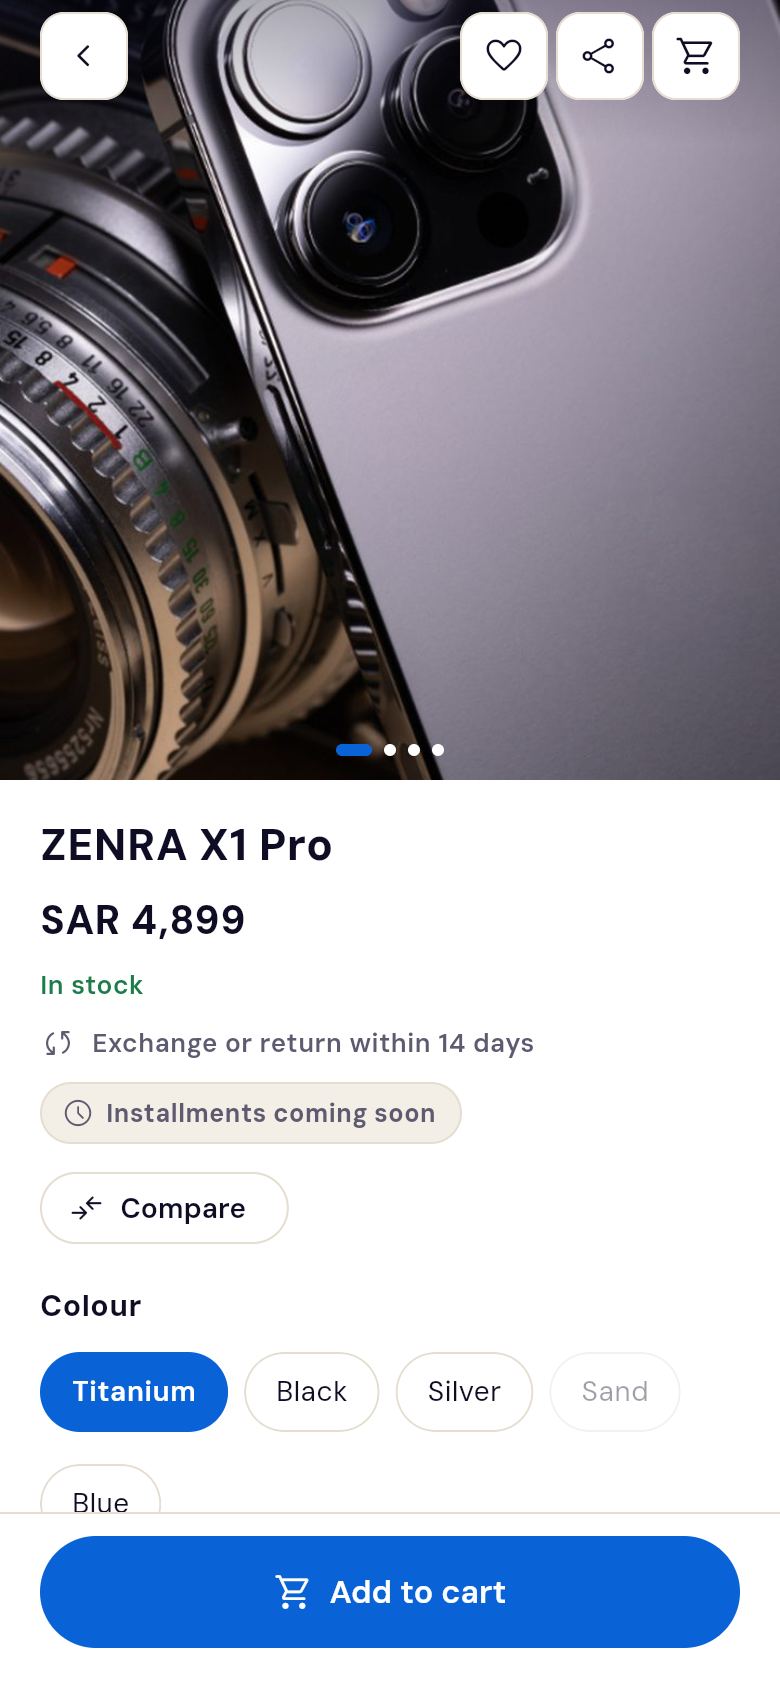 ZENRA X1 Pro
SAR 4,899
In stock
Exchange or return within 14 days
Installments coming soon
Compare
Colour
Titanium
Black
Silver
Sand
Blue
Add to cart